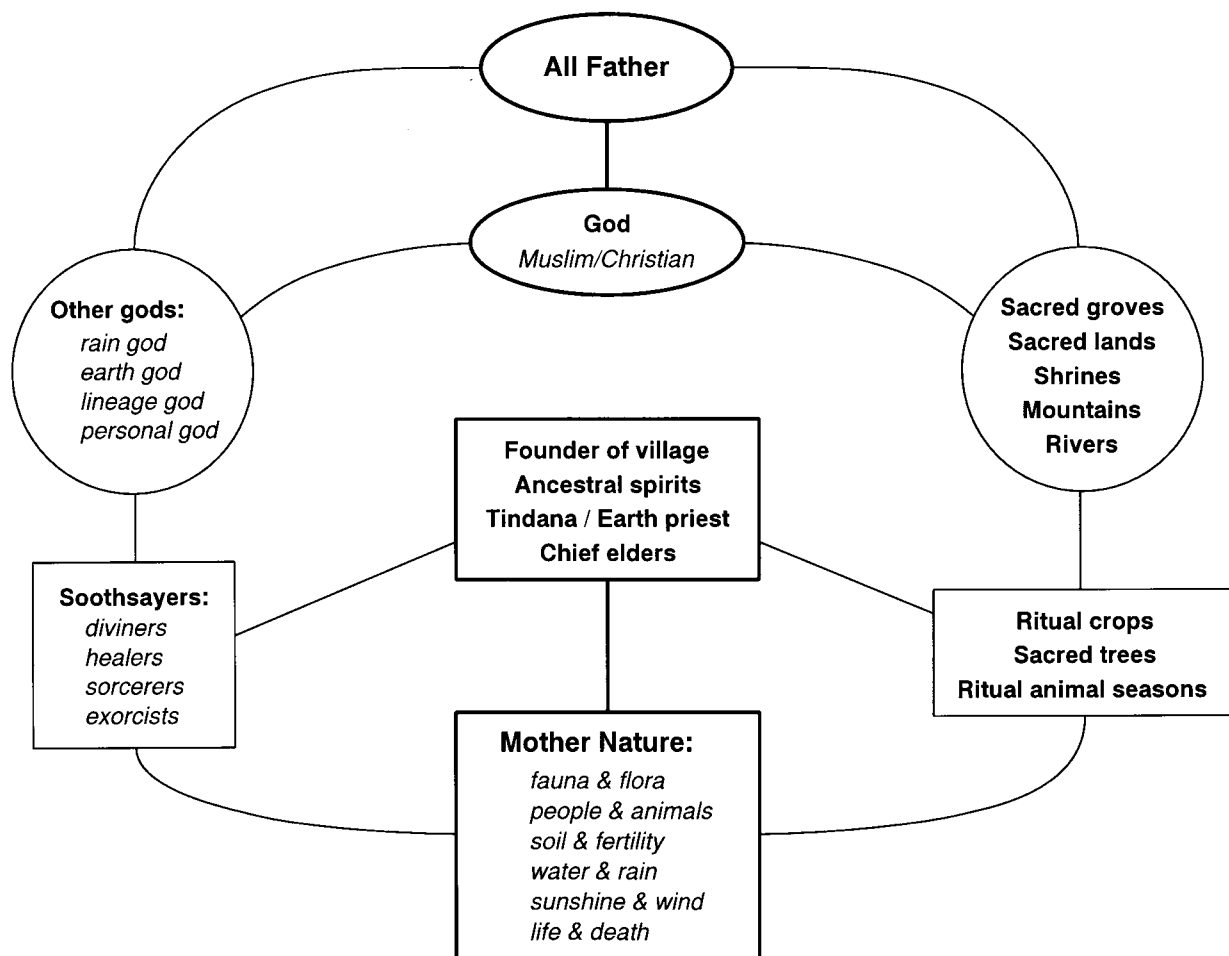 All Father
God
Muslim/Christian
Other gods:
rain god
earth god
lineage god
personal god
Sacred groves
Sacred lands
Shrines
Mountains
Rivers
Founder of village
Ancestral spirits
Tindana / Earth priest
Chief elders
Soothsayers:
diviners
healers
sorcerers
exorcists
Ritual crops
Sacred trees
Ritual animal seasons
Mother Nature:
fauna & flora
people & animals
soil & fertility
water & rain
sunshine & wind
life & death